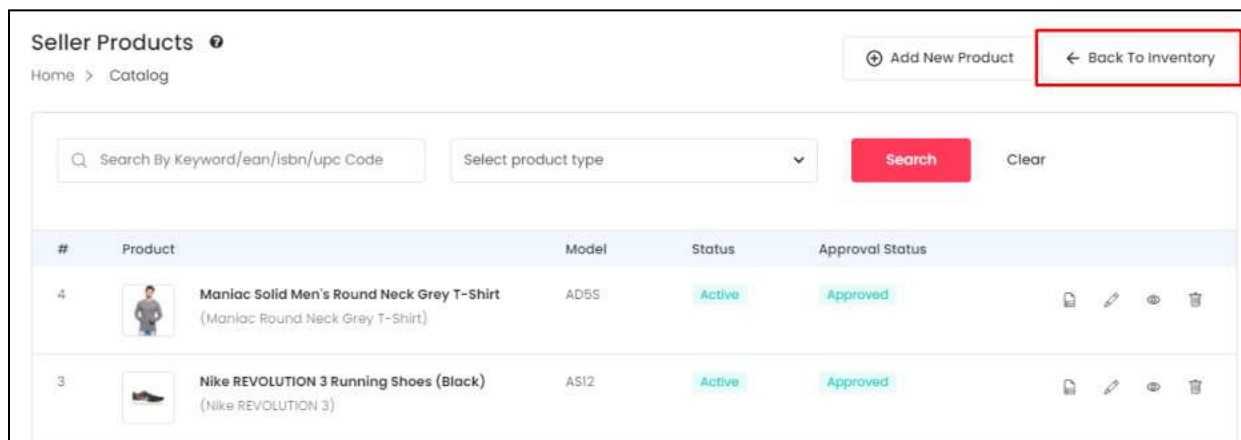 Seller Products
Home > Catalog
Add New Product
← Back To Inventory
Search By Keyword/ean/isbn/upc Code
Select product type
Search
Clear
# Product Model Status Approval Status
4 Maniac Solid Men's Round Neck Grey T-Shirt AD5S Active Approved
(Maniac Round Neck Grey T-Shirt)
3 Nike REVOLUTION 3 Running Shoes (Black) AS12 Active Approved
(Nike REVOLUTION 3)